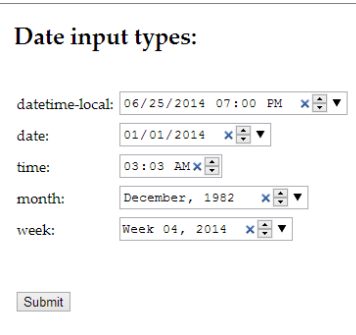 Date input types:
datetime-local: 06/25/2014 07:00 PM
date: 01/01/2014
time: 03:03 AM
month: December, 1982
week: Week 04, 2014
Submit